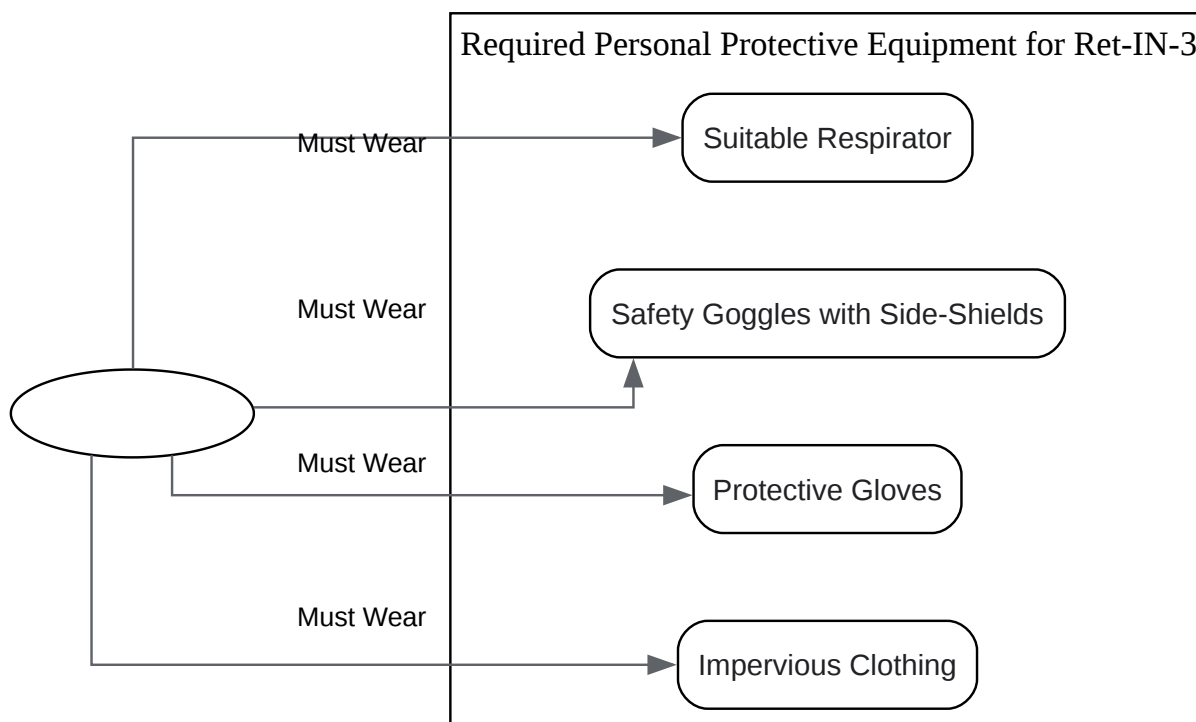 Required Personal Protective Equipment for Ret-IN-3
Must Wear
Suitable Respirator
Must Wear
Safety Goggles with Side-Shields
Must Wear
Protective Gloves
Must Wear
Impervious Clothing